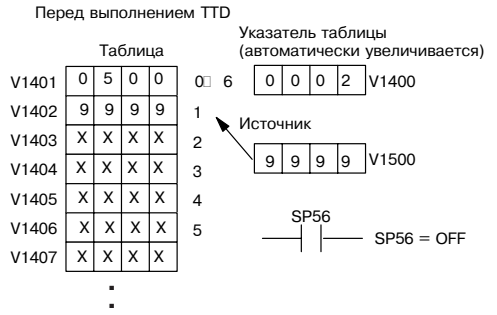 Перед выполнением TTD
Таблица
Указатель таблицы
(автоматически увеличивается)
V1401 0 5 0 0 0 6 0 0 0 2 V1400
V1402 9 9 9 9 1
Источник
V1403 X X X X 2
9 9 9 9 V1500
V1404 X X X X 3
V1405 X X X X 4
SP56
V1406 X X X X 5
SP56 = OFF
V1407 X X X X